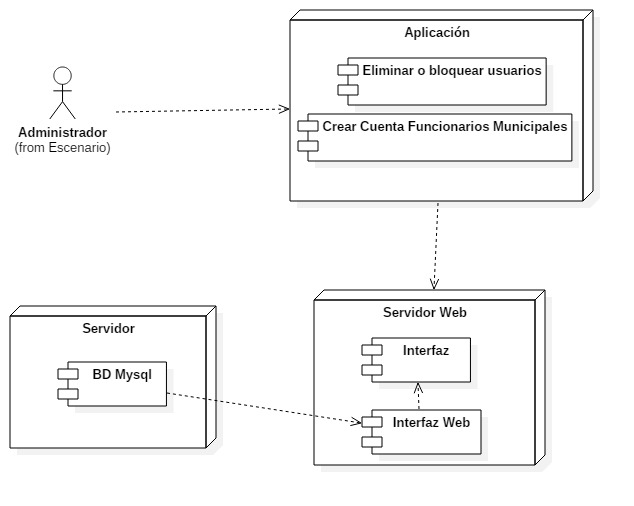 Aplicación
Eliminar o bloquear usuarios
Crear Cuenta Funcionarios Municipales
Administrador
(from Escenario)
Servidor
BD Mysql
Servidor Web
Interfaz
Interfaz Web